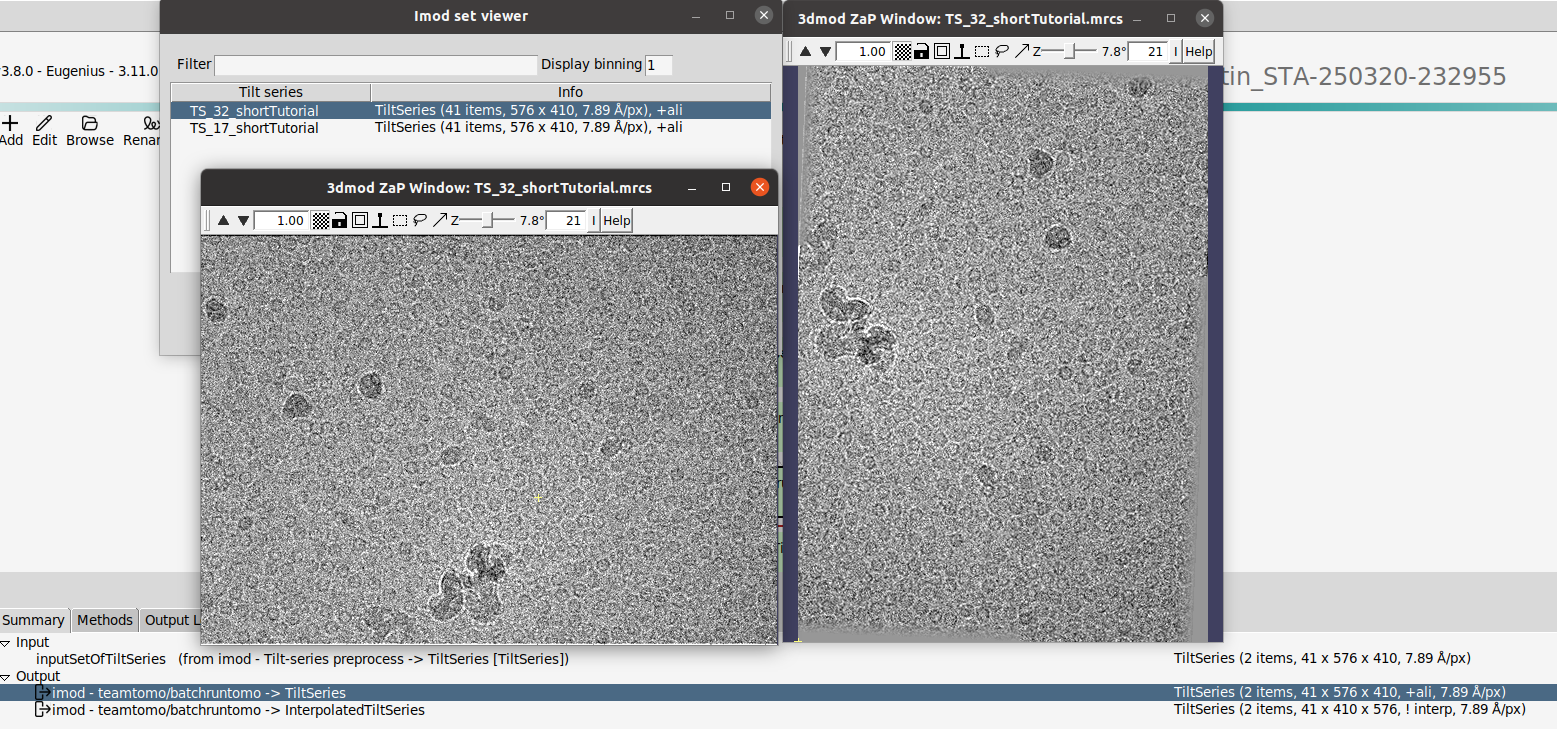 Imod set viewer
Filter
Display binning 1
Tilt series Info
TS_32_shortTutorial TiltSeries (41 items, 576 x 410, 7.89 Å/px), +ali
TS_17_shortTutorial TiltSeries (41 items, 576 x 410, 7.89 Å/px), +ali
3dmod ZaP Window: TS_32_shortTutorial.mrcs
1.00 Z 7.8° 21 I Help
3dmod ZaP Window: TS_32_shortTutorial.mrcs
1.00 Z 7.8° 21 I Help
3.8.0 - Eugenius - 3.11.0
tin_STA-250320-232955
Add Edit Browse Renar
Summary Methods Output L
Input
inputSetOfTiltSeries (from imod - Tilt-series preprocess -> TiltSeries [TiltSeries]) TiltSeries (2 items, 41 x 576 x 410, 7.89 Å/px)
Output
imod - teamtomo/batchruntomo -> TiltSeries TiltSeries (2 items, 41 x 576 x 410, +ali, 7.89 Å/px)
imod - teamtomo/batchruntomo -> InterpolatedTiltSeries TiltSeries (2 items, 41 x 410 x 576, ! interp, 7.89 Å/px)